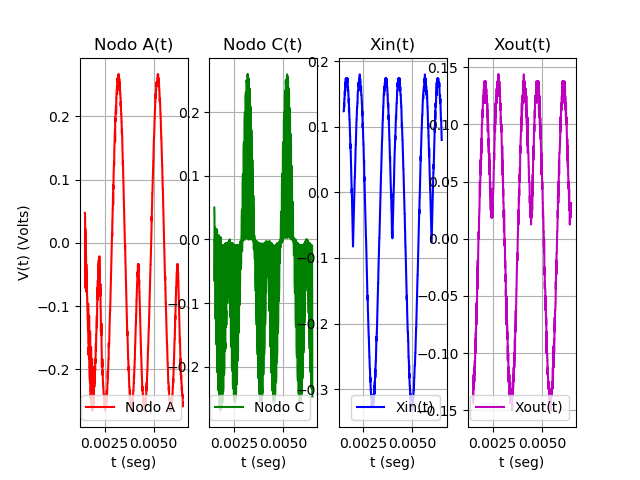 Nodo A(t)
Nodo C(t)
Xin(t)
Xout(t)
V(t) (Volts)
0.2
0.1
0.0
−0.1
−0.2
0.2
0.1
0.0
−0.1
−0.2
0.2
0.1
0.0
−0.1
−0.2
−0.3
0.15
0.10
0.05
0.00
−0.05
−0.10
−0.15
Nodo A
Nodo C
Xin(t)
Xout(t)
0.0025 0.0050
0.0025 0.0050
0.0025 0.0050
0.0025 0.0050
t (seg)
t (seg)
t (seg)
t (seg)